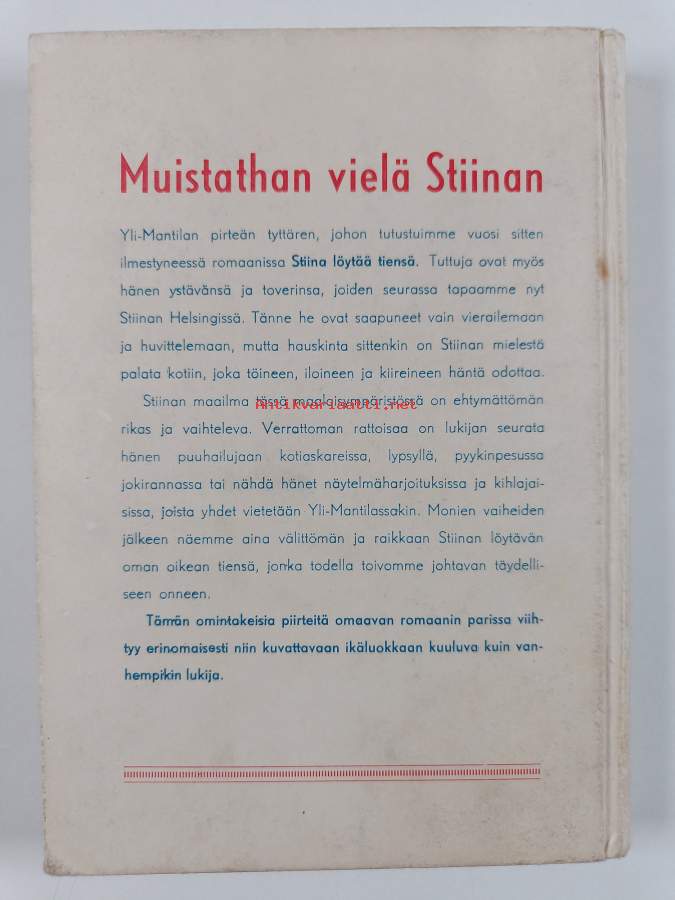 Muistathan vielä Stiinan
Yli-Mantilan pirteän tyttären, johon tutustuimme vuosi sitten
ilmestyneessä romaanissa Stiina löytää tiensä. Tuttuja ovat myös
hänen ystävänsä ja toverinsa, joiden seurassa tapaamme nyt
Stiinan Helsingissä. Tänne he ovat saapuneet vain vierailemaan
ja huvittelemaan, mutta hauskinta sittenkin on Stiinan mielestä
palata kotiin, joka töineen, iloineen ja kiireineen häntä odottaa.
Stiinan maailma tässä maalaisympäristössä on ehtymättömän
antikvariaatti.net
rikas ja vaihteleva. Verrattoman rattoisaa on lukijan seurata
hänen puuhailujaan kotiaskareissa, lypsyllä, pyykinpesussa
jokirannassa tai nähdä hänet näytelmäharjoituksissa ja kihlajai-
sissa, joista yhdet vietetään Yli-Mantilassakin. Monien vaiheiden
jälkeen näemme aina välittömän ja raikkaan Stiinan löytävän
oman oikean tiensä, jonka todella toivomme johtavan täydelli-
seen onneen.
Tämän omintakeisia piirteitä omaavan romaanin parissa viih-
tyy erinomaisesti niin kuvattavaan ikäluokkaan kuuluva kuin van-
hempikin lukija.